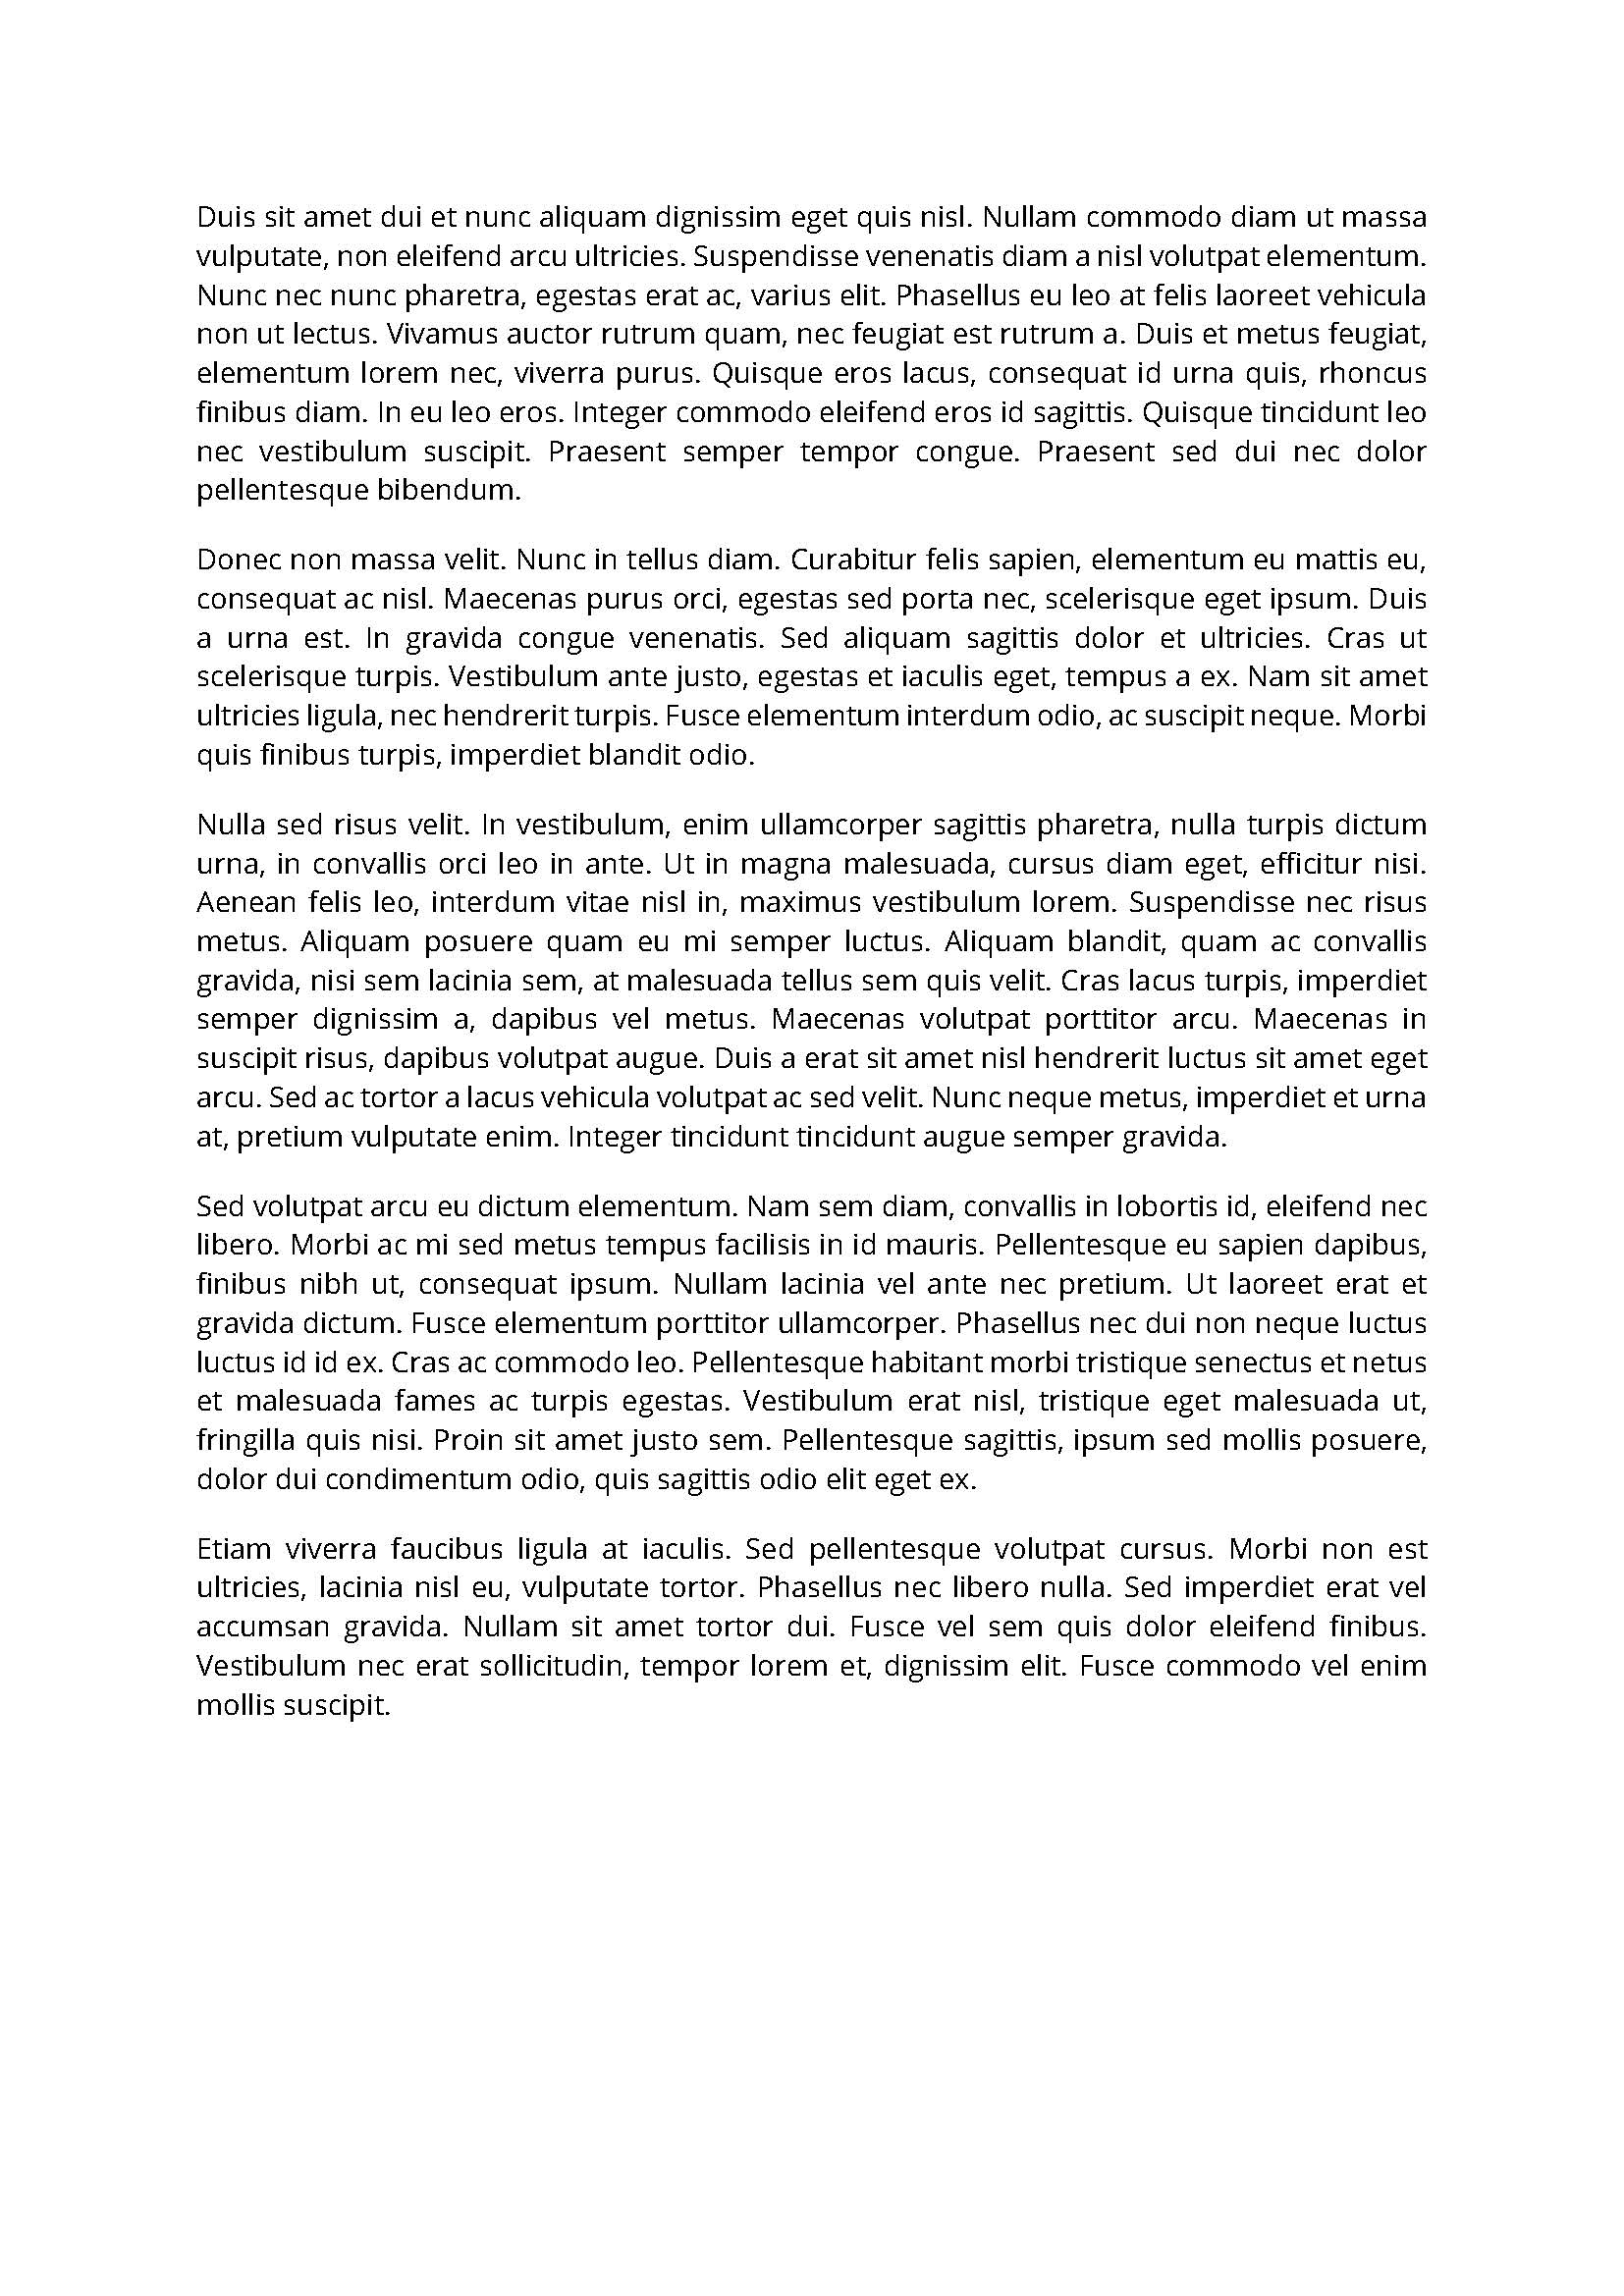 Duis sit amet dui et nunc aliquam dignissim eget quis nisl. Nullam commodo diam ut massa
vulputate, non eleifend arcu ultricies. Suspendisse venenatis diam a nisl volutpat elementum.
Nunc nec nunc pharetra, egestas erat ac, varius elit. Phasellus eu leo at felis laoreet vehicula
non ut lectus. Vivamus auctor rutrum quam, nec feugiat est rutrum a. Duis et metus feugiat,
elementum lorem nec, viverra purus. Quisque eros lacus, consequat id urna quis, rhoncus
finibus diam. In eu leo eros. Integer commodo eleifend eros id sagittis. Quisque tincidunt leo
nec vestibulum suscipit. Praesent semper tempor congue. Praesent sed dui nec dolor
pellentesque bibendum.
Donec non massa velit. Nunc in tellus diam. Curabitur felis sapien, elementum eu mattis eu,
consequat ac nisl. Maecenas purus orci, egestas sed porta nec, scelerisque eget ipsum. Duis
a urna est. In gravida congue venenatis. Sed aliquam sagittis dolor et ultricies. Cras ut
scelerisque turpis. Vestibulum ante justo, egestas et iaculis eget, tempus a ex. Nam sit amet
ultricies ligula, nec hendrerit turpis. Fusce elementum interdum odio, ac suscipit neque. Morbi
quis finibus turpis, imperdiet blandit odio.
Nulla sed risus velit. In vestibulum, enim ullamcorper sagittis pharetra, nulla turpis dictum
urna, in convallis orci leo in ante. Ut in magna malesuada, cursus diam eget, efficitur nisi.
Aenean felis leo, interdum vitae nisl in, maximus vestibulum lorem. Suspendisse nec risus
metus. Aliquam posuere quam eu mi semper luctus. Aliquam blandit, quam ac convallis
gravida, nisi sem lacinia sem, at malesuada tellus sem quis velit. Cras lacus turpis, imperdiet
semper dignissim a, dapibus vel metus. Maecenas volutpat porttitor arcu. Maecenas in
suscipit risus, dapibus volutpat augue. Duis a erat sit amet nisl hendrerit luctus sit amet eget
arcu. Sed ac tortor a lacus vehicula volutpat ac sed velit. Nunc neque metus, imperdiet et urna
at, pretium vulputate enim. Integer tincidunt tincidunt augue semper gravida.
Sed volutpat arcu eu dictum elementum. Nam sem diam, convallis in lobortis id, eleifend nec
libero. Morbi ac mi sed metus tempus facilisis in id mauris. Pellentesque eu sapien dapibus,
finibus nibh ut, consequat ipsum. Nullam lacinia vel ante nec pretium. Ut laoreet erat et
gravida dictum. Fusce elementum porttitor ullamcorper. Phasellus nec dui non neque luctus
luctus id id ex. Cras ac commodo leo. Pellentesque habitant morbi tristique senectus et netus
et malesuada fames ac turpis egestas. Vestibulum erat nisl, tristique eget malesuada ut,
fringilla quis nisi. Proin sit amet justo sem. Pellentesque sagittis, ipsum sed mollis posuere,
dolor dui condimentum odio, quis sagittis odio elit eget ex.
Etiam viverra faucibus ligula at iaculis. Sed pellentesque volutpat cursus. Morbi non est
ultricies, lacinia nisl eu, vulputate tortor. Phasellus nec libero nulla. Sed imperdiet erat vel
accumsan gravida. Nullam sit amet tortor dui. Fusce vel sem quis dolor eleifend finibus.
Vestibulum nec erat sollicitudin, tempor lorem et, dignissim elit. Fusce commodo vel enim
mollis suscipit.